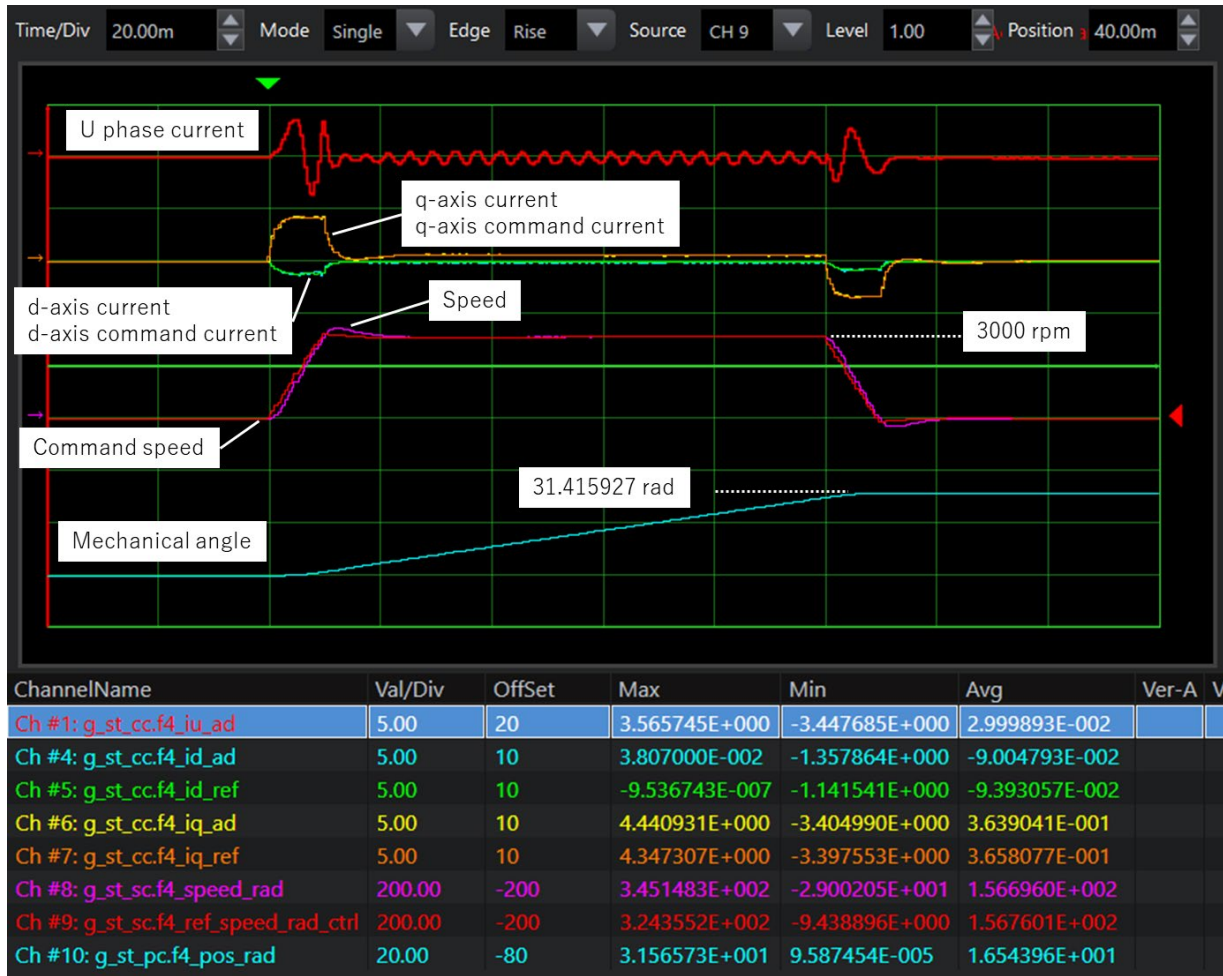 Time/Div 20.00m Mode Single Edge Rise Source CH 9 Level 1.00 Position 40.00m
U phase current
q-axis current
q-axis command current
d-axis current
d-axis command current
Speed
3000 rpm
Command speed
31.415927 rad
Mechanical angle
ChannelName Val/Div OffSet Max Min Avg Ver-A V
Ch #1: g_st_cc.f4_iu_ad 5.00 20 3.565745E+000 -3.447685E+000 2.999893E-002
Ch #4: g_st_cc.f4_id_ad 5.00 10 3.807000E-002 -1.357864E+000 -9.004793E-002
Ch #5: g_st_cc.f4_id_ref 5.00 10 -9.536743E-007 -1.141541E+000 -9.393057E-002
Ch #6: g_st_cc.f4_iq_ad 5.00 10 4.440931E+000 -3.404990E+000 3.639041E-001
Ch #7: g_st_cc.f4_iq_ref 5.00 10 4.347307E+000 -3.397553E+000 3.658077E-001
Ch #8: g_st_sc.f4_speed_rad 200.00 -200 3.451483E+002 -2.900205E+001 1.566960E+002
Ch #9: g_st_sc.f4_ref_speed_rad_ctrl 200.00 -200 3.243552E+002 -9.438896E+000 1.567601E+002
Ch #10: g_st_pc.f4_pos_rad 20.00 -80 3.156573E+001 9.587454E-005 1.654396E+001